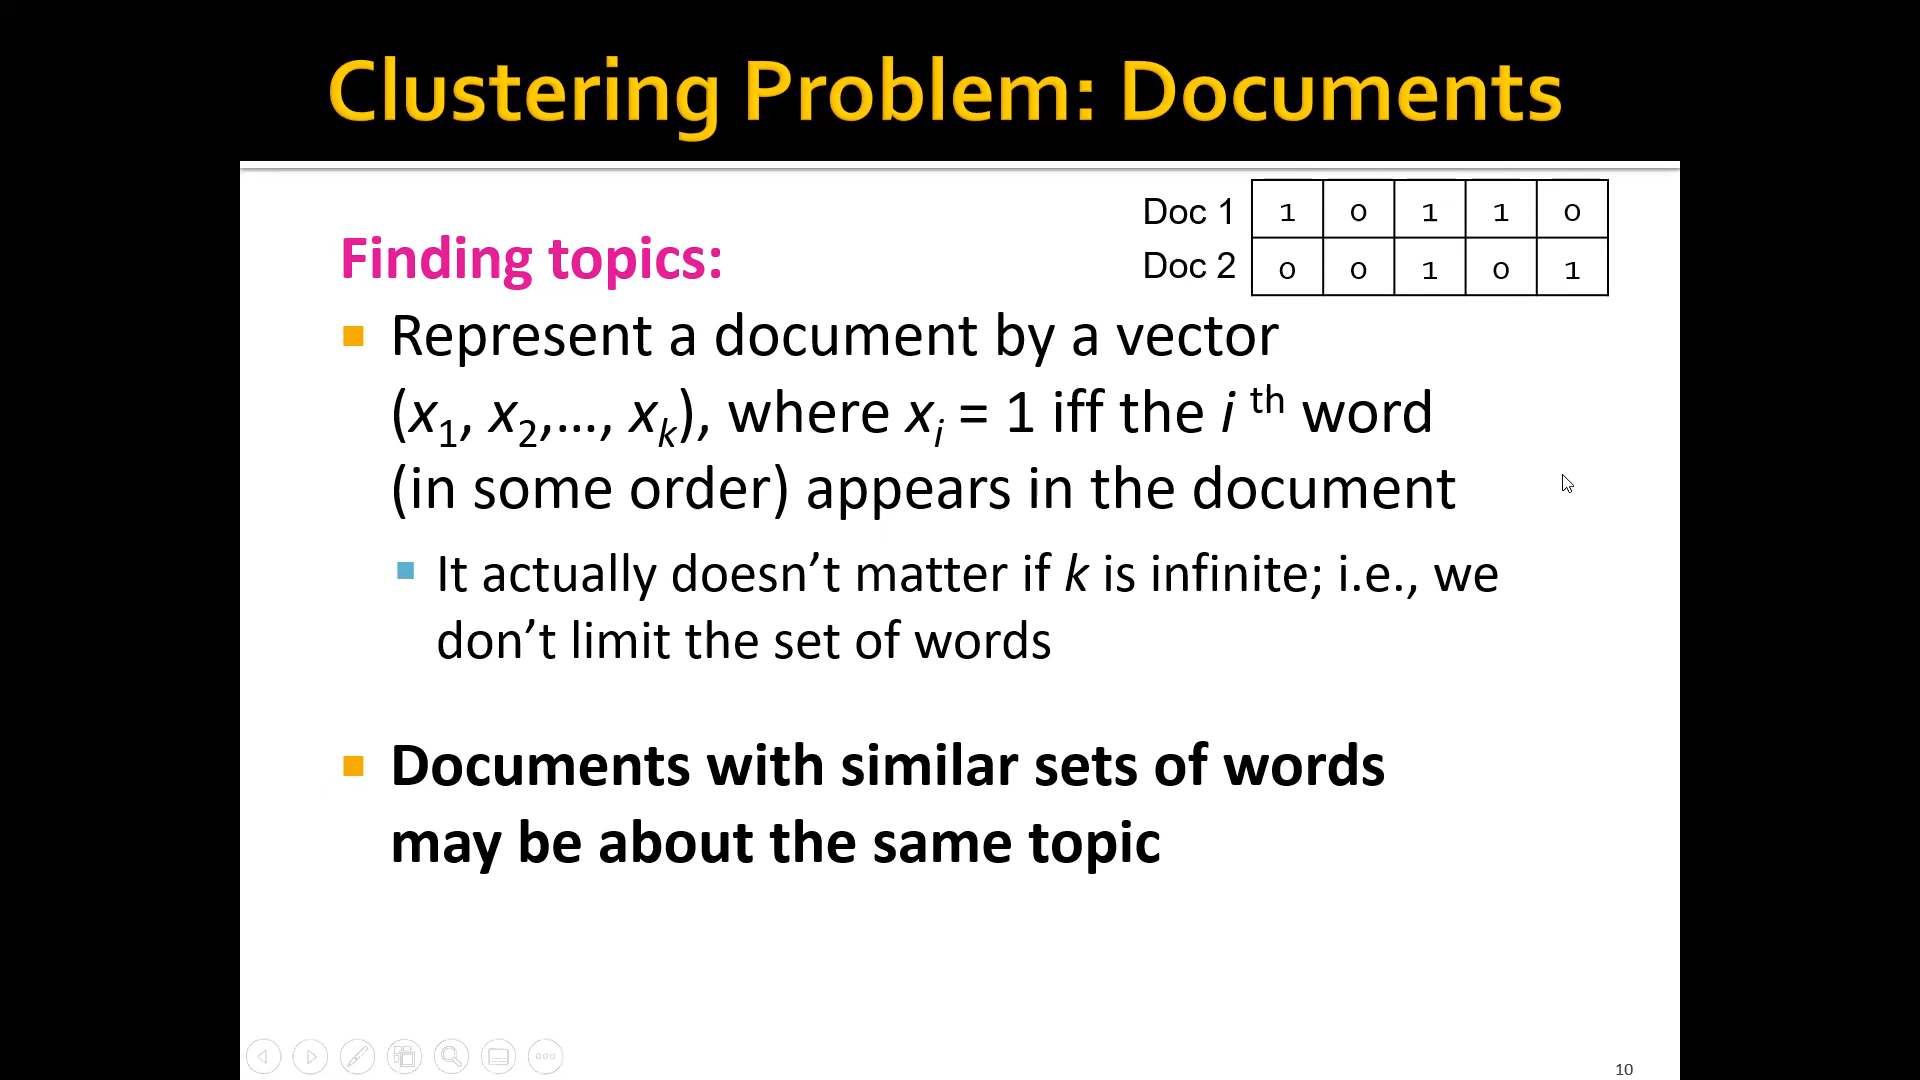 Clustering Problem: Documents
Doc 1 1 0 1 1 0
Doc 2 0 0 1 0 1
Finding topics:
Represent a document by a vector
(x1, x2,…, xk), where xi = 1 iff the i th word
(in some order) appears in the document
It actually doesn’t matter if k is infinite; i.e., we
don’t limit the set of words
Documents with similar sets of words
may be about the same topic
10